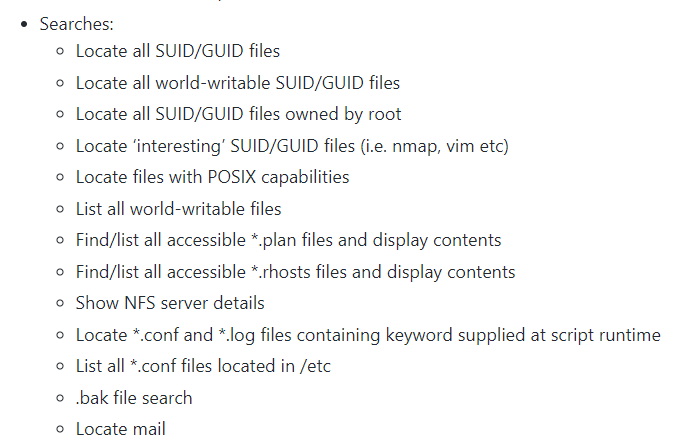 Searches:
Locate all SUID/GUID files
Locate all world-writable SUID/GUID files
Locate all SUID/GUID files owned by root
Locate ‘interesting’ SUID/GUID files (i.e. nmap, vim etc)
Locate files with POSIX capabilities
List all world-writable files
Find/list all accessible *.plan files and display contents
Find/list all accessible *.rhosts files and display contents
Show NFS server details
Locate *.conf and *.log files containing keyword supplied at script runtime
List all *.conf files located in /etc
.bak file search
Locate mail